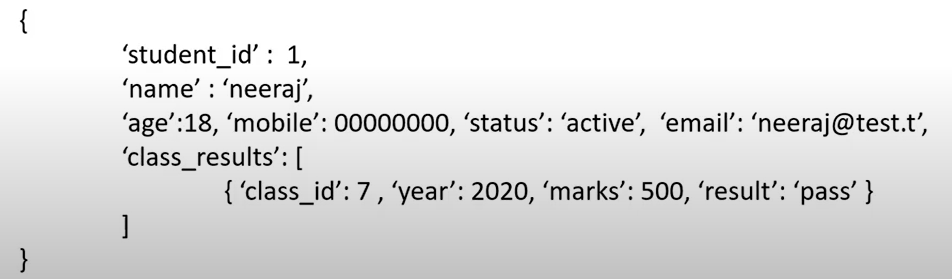 {
‘student_id’ : 1,
‘name’ : ‘neeraj’,
‘age’:18, ‘mobile’: 00000000, ‘status’: ‘active’, ‘email’: ‘neeraj@test.t’,
‘class_results’: [
{ ‘class_id’: 7 , ‘year’: 2020, ‘marks’: 500, ‘result’: ‘pass’ }
]
}